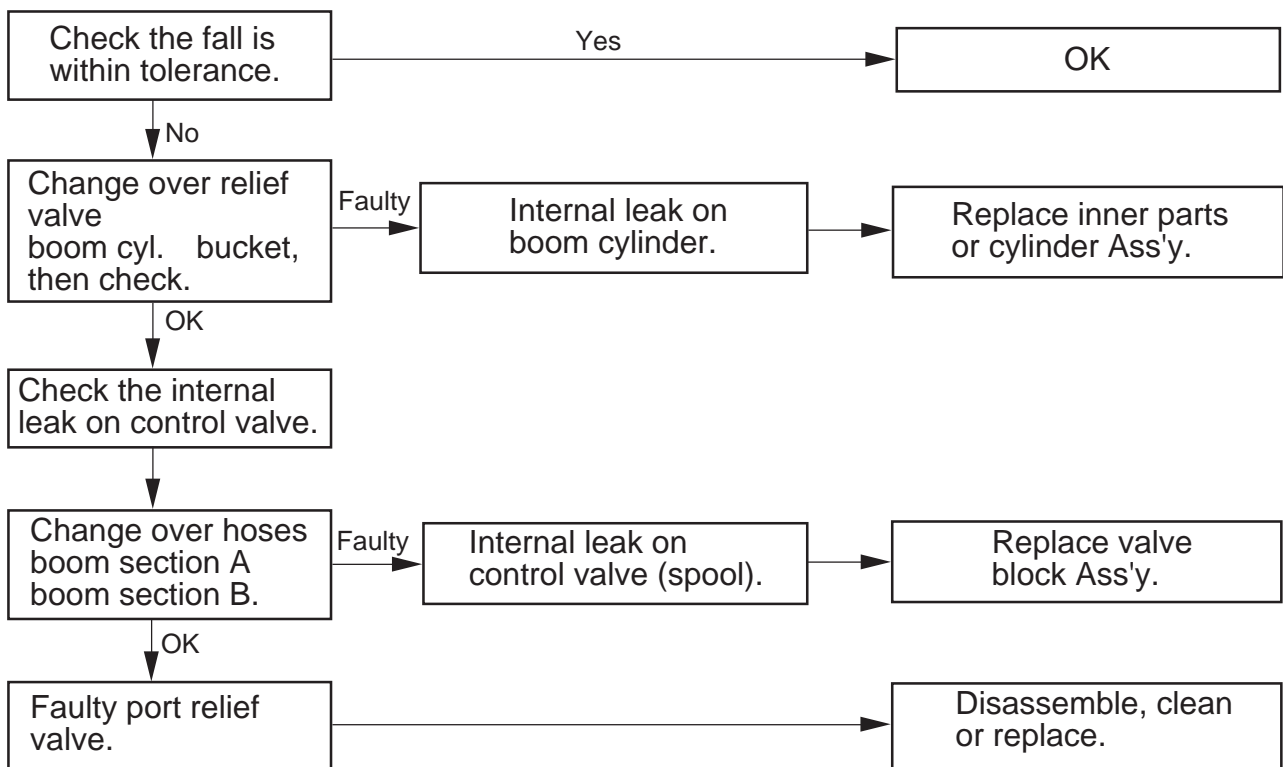 Check the fall is
within tolerance.
Yes
OK
No
Change over relief
valve
boom cyl. bucket,
then check.
Faulty
Internal leak on
boom cylinder.
Replace inner parts
or cylinder Ass'y.
OK
Check the internal
leak on control valve.
Change over hoses
boom section A
boom section B.
Faulty
Internal leak on
control valve (spool).
Replace valve
block Ass'y.
OK
Faulty port relief
valve.
Disassemble, clean
or replace.